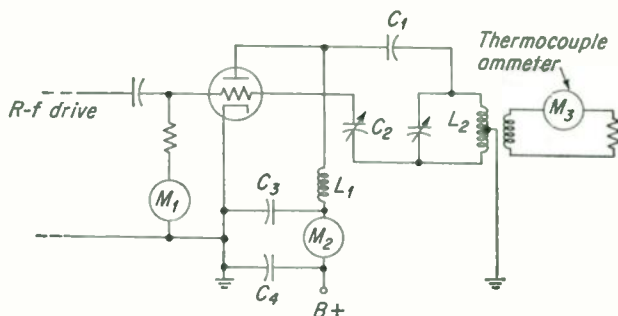 C1
Thermocouple
ammeter
R-f drive
C2
L2
M3
M1
C3
L1
M2
C4
B+